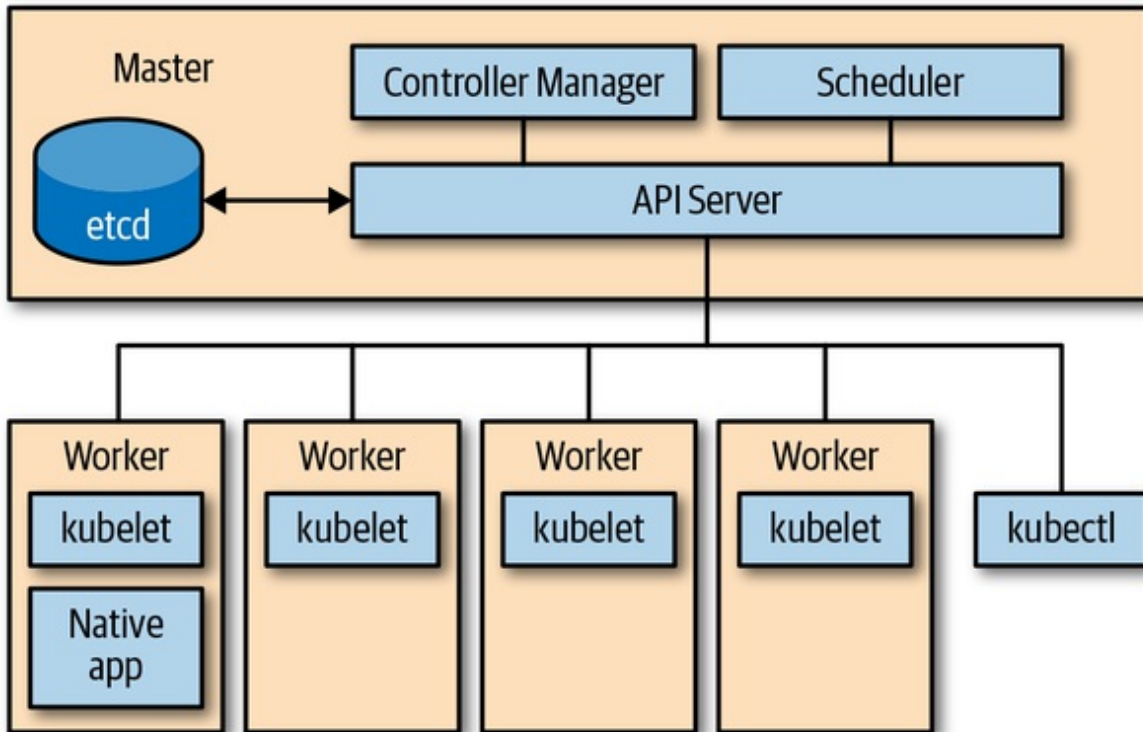 Master
Controller Manager
Scheduler
etcd
API Server
Worker
kubelet
Native
app
Worker
kubelet
Worker
kubelet
Worker
kubelet
kubectl